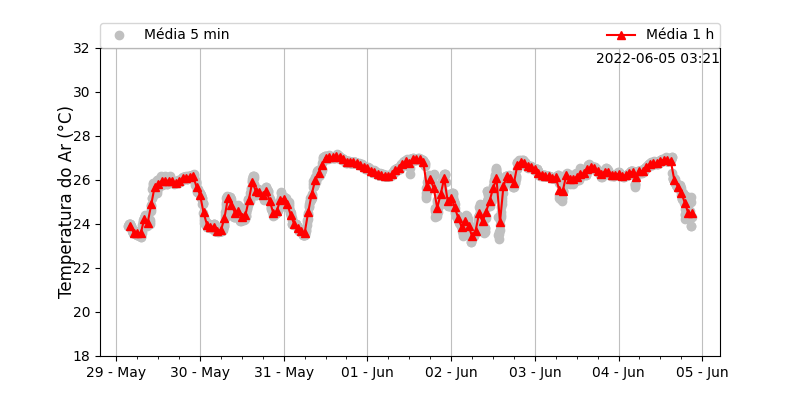 Média 5 min
Média 1 h
2022-06-05 03:21
Temperatura do Ar (°C)
32
30
28
26
24
22
20
18
29 - May
30 - May
31 - May
01 - Jun
02 - Jun
03 - Jun
04 - Jun
05 - Jun